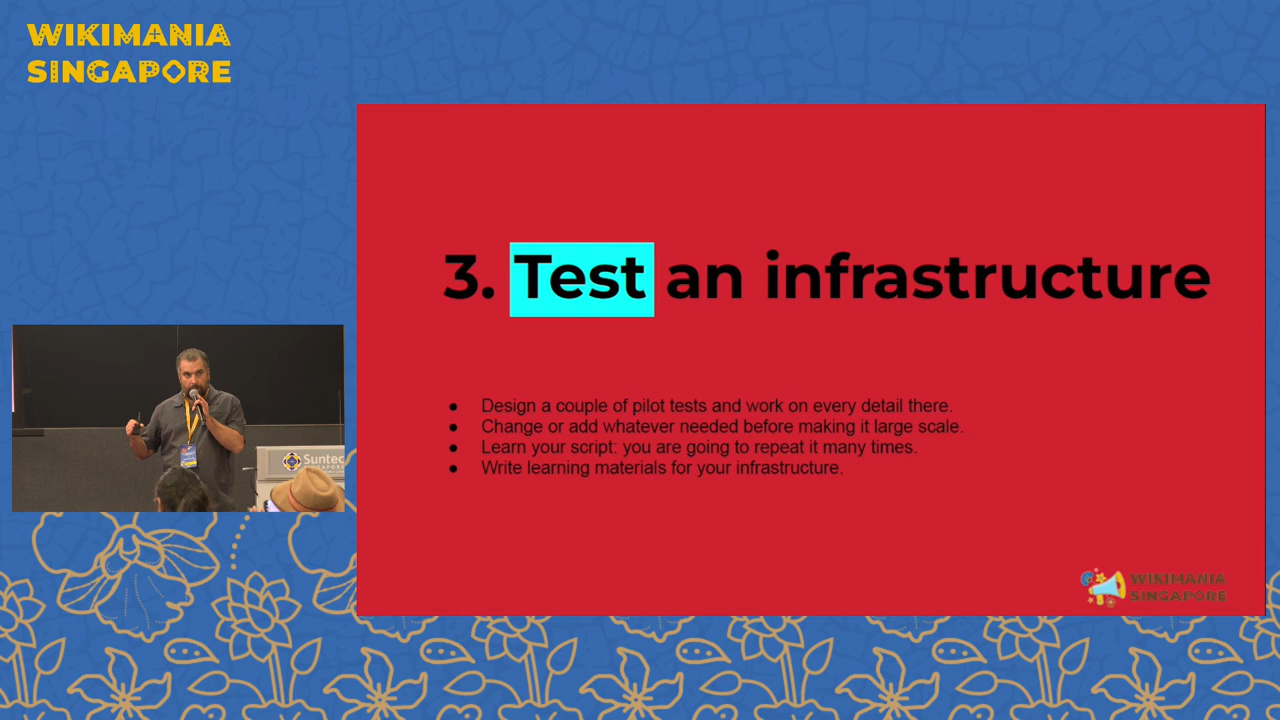 WIKIMANIA
SINGAPORE
3. Test an infrastructure
● Design a couple of pilot tests and work on every detail there.
● Change or add whatever needed before making it large scale.
● Learn your script: you are going to repeat it many times.
● Write learning materials for your infrastructure.
Suntec
SINGAPORE
WIKIMANIA
SINGAPORE